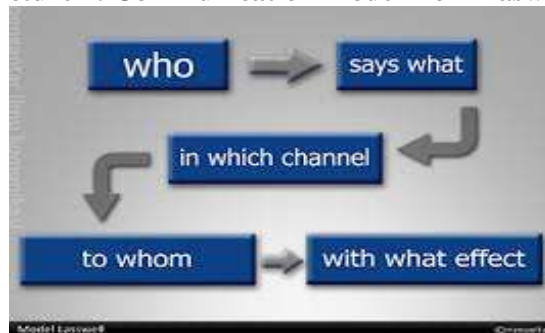 who
says what
in which channel
to whom
with what effect
Model Lasswell